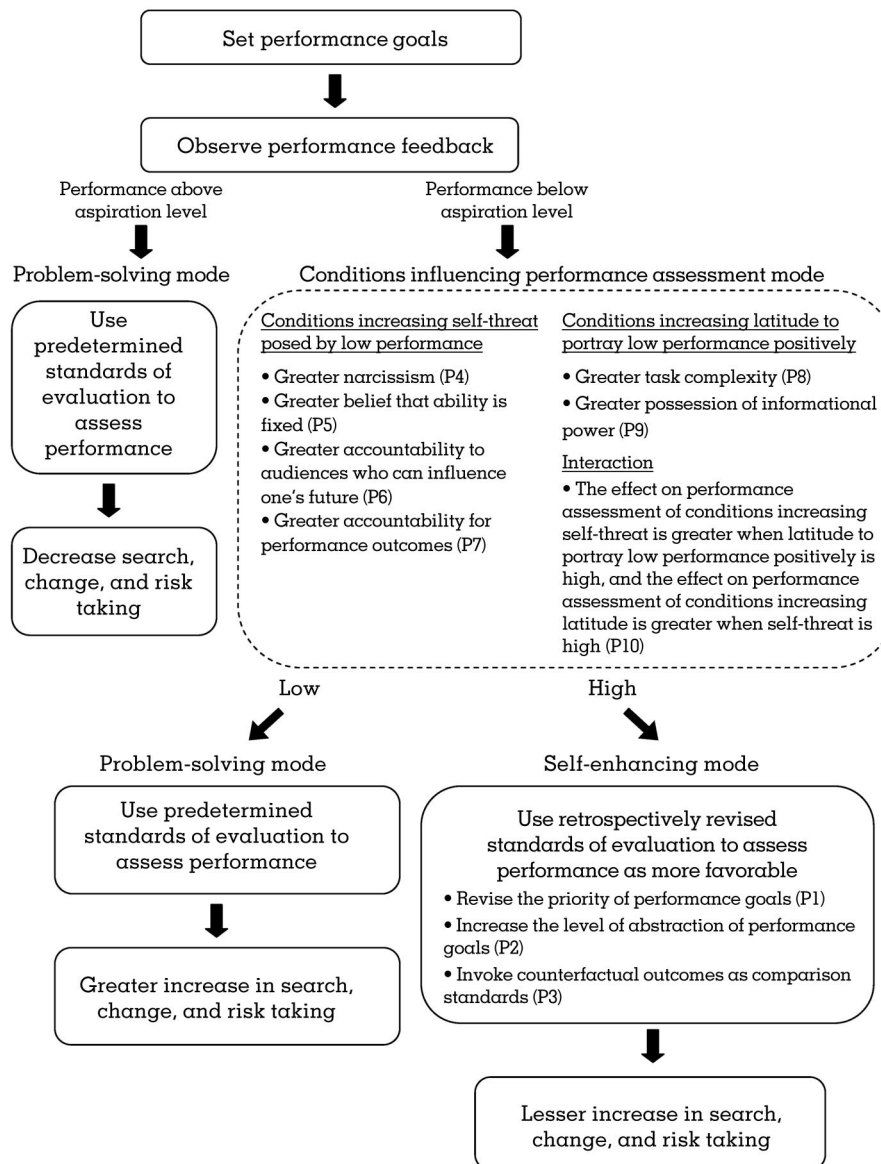 Set performance goals
Observe performance feedback
Performance above
aspiration level
Performance below
aspiration level
Problem-solving mode
Use
predetermined
standards of
evaluation to
assess
performance
Decrease search,
change, and risk
taking
Conditions influencing performance assessment mode
Conditions increasing self-threat
posed by low performance
• Greater narcissism (P4)
• Greater belief that ability is
fixed (P5)
• Greater accountability to
audiences who can influence
one's future (P6)
• Greater accountability for
performance outcomes (P7)
Conditions increasing latitude to
portray low performance positively
• Greater task complexity (P8)
• Greater possession of informational
power (P9)
Interaction
• The effect on performance
assessment of conditions increasing
self-threat is greater when latitude to
portray low performance positively is
high, and the effect on performance
assessment of conditions increasing
latitude is greater when self-threat is
high (P10)
Low
High
Problem-solving mode
Use predetermined
standards of evaluation to
assess performance
Greater increase in search,
change, and risk taking
Self-enhancing mode
Use retrospectively revised
standards of evaluation to assess
performance as more favorable
• Revise the priority of performance goals (P1)
• Increase the level of abstraction of performance
goals (P2)
• Invoke counterfactual outcomes as comparison
standards (P3)
Lesser increase in search,
change, and risk taking